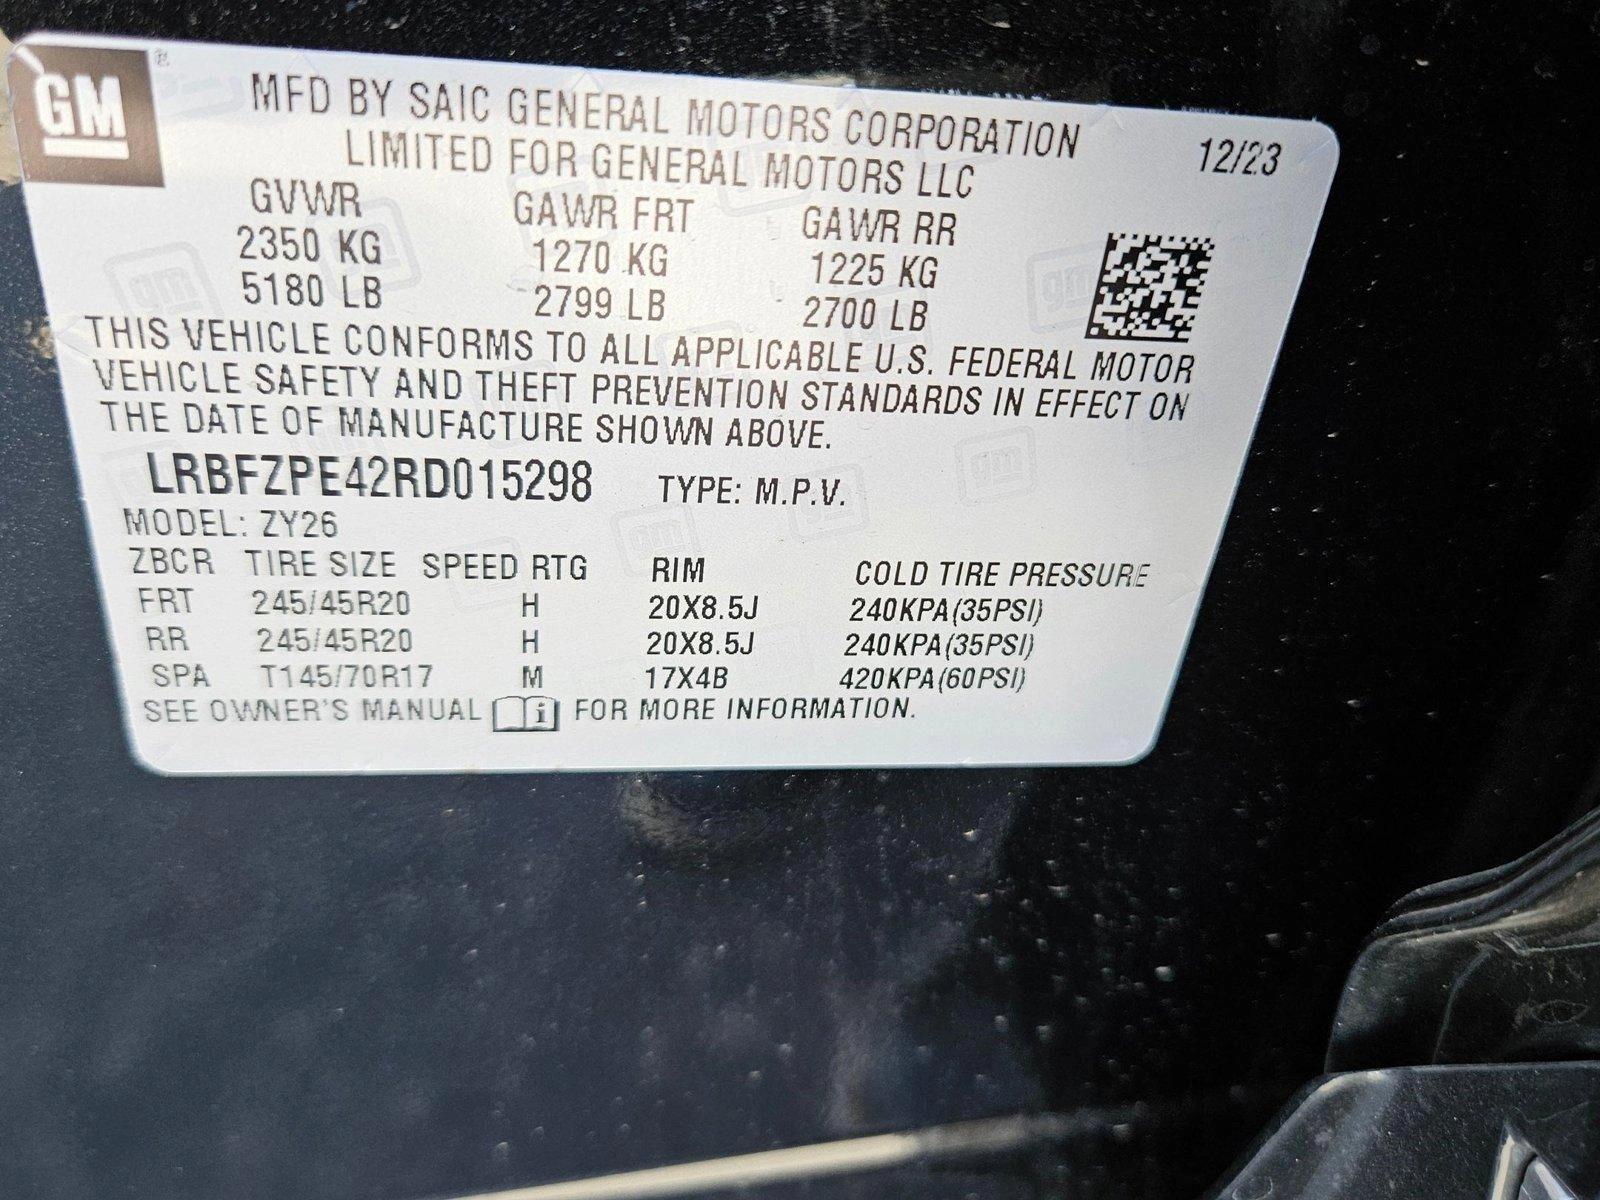 GM ®
MFD BY SAIC GENERAL MOTORS CORPORATION
LIMITED FOR GENERAL MOTORS LLC
12/23
GVWR GAWR FRT GAWR RR
2350 KG 1270 KG 1225 KG
5180 LB 2799 LB 2700 LB
THIS VEHICLE CONFORMS TO ALL APPLICABLE U.S. FEDERAL MOTOR
VEHICLE SAFETY AND THEFT PREVENTION STANDARDS IN EFFECT ON
THE DATE OF MANUFACTURE SHOWN ABOVE.
LRBFZPE42RD015298 TYPE: M.P.V.
MODEL: ZY26
ZBCR TIRE SIZE SPEED RTG RIM COLD TIRE PRESSURE
FRT 245/45R20 H 20X8.5J 240KPA(35PSI)
RR 245/45R20 H 20X8.5J 240KPA(35PSI)
SPA T145/70R17 M 17X4B 420KPA(60PSI)
SEE OWNER'S MANUAL i FOR MORE INFORMATION.